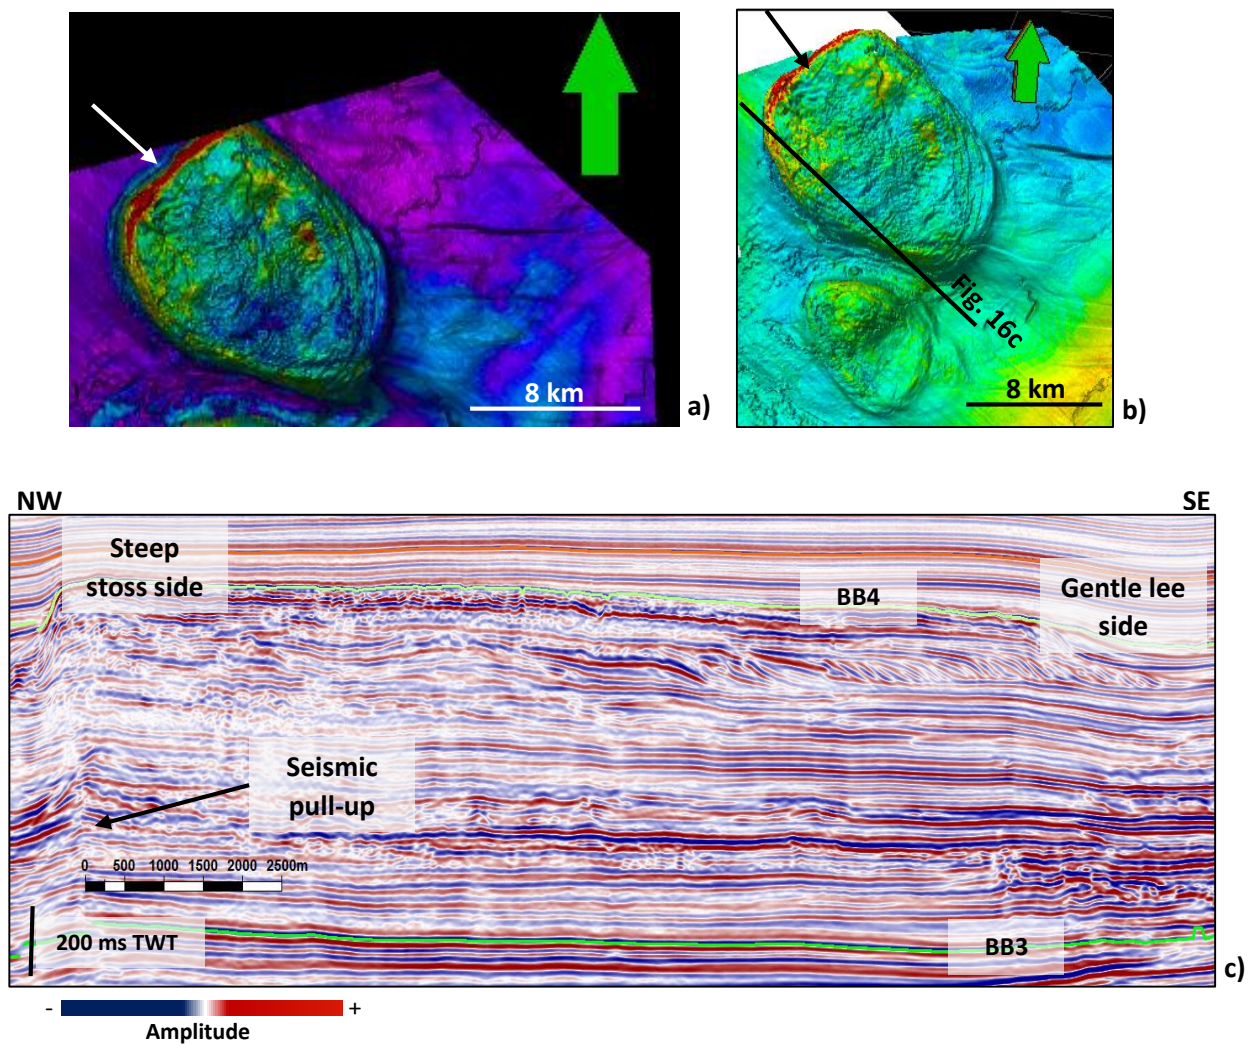 8 km
a)
Fig. 16c
8 km
b)
NW
SE
Steep
stoss side
BB4
Gentle lee
side
Seismic
pull-up
0 500 1000 1500 2000 2500m
200 ms TWT
BB3
c)
- +
Amplitude